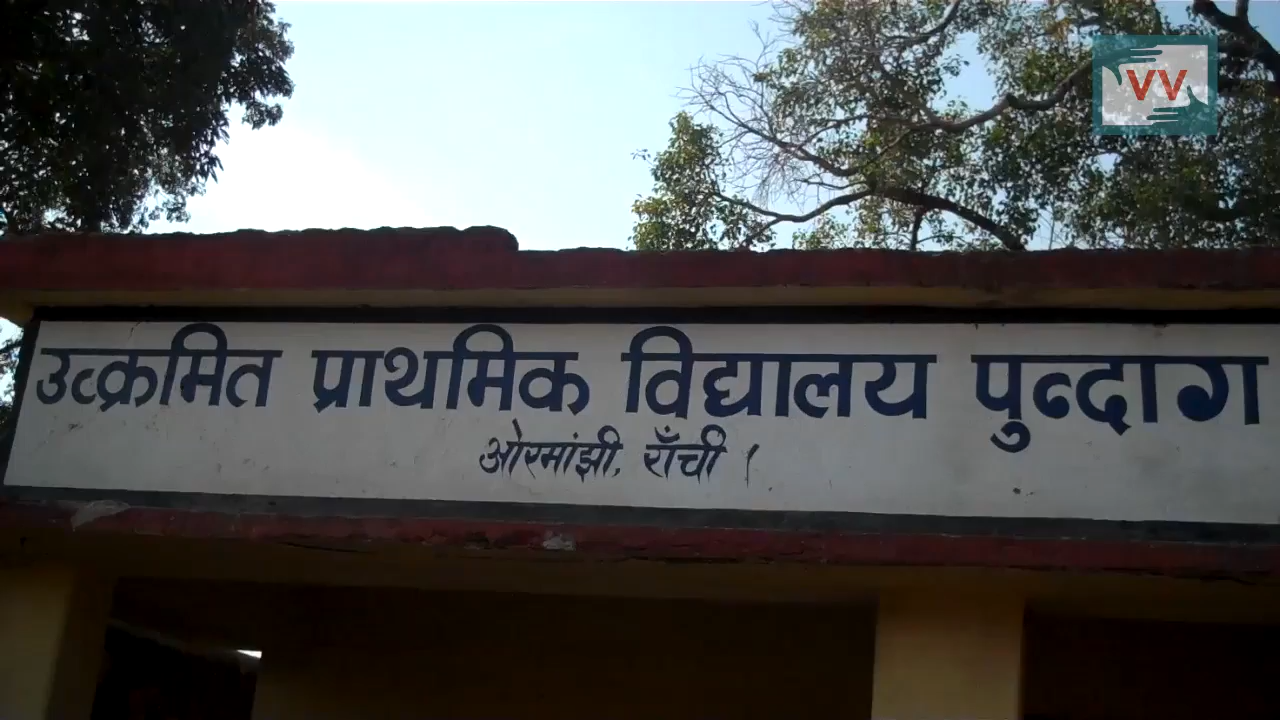 VV
उत्क्रमित प्राथमिक विद्यालय पुन्दाग
ओरमांझी, राँची।